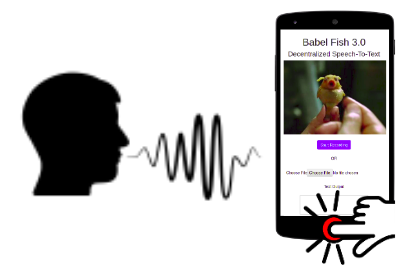 Babel Fish 3.0
Decentralized Speech-To-Text
Start Recording
OR
Choose File: Choose File No file chosen
Text Output